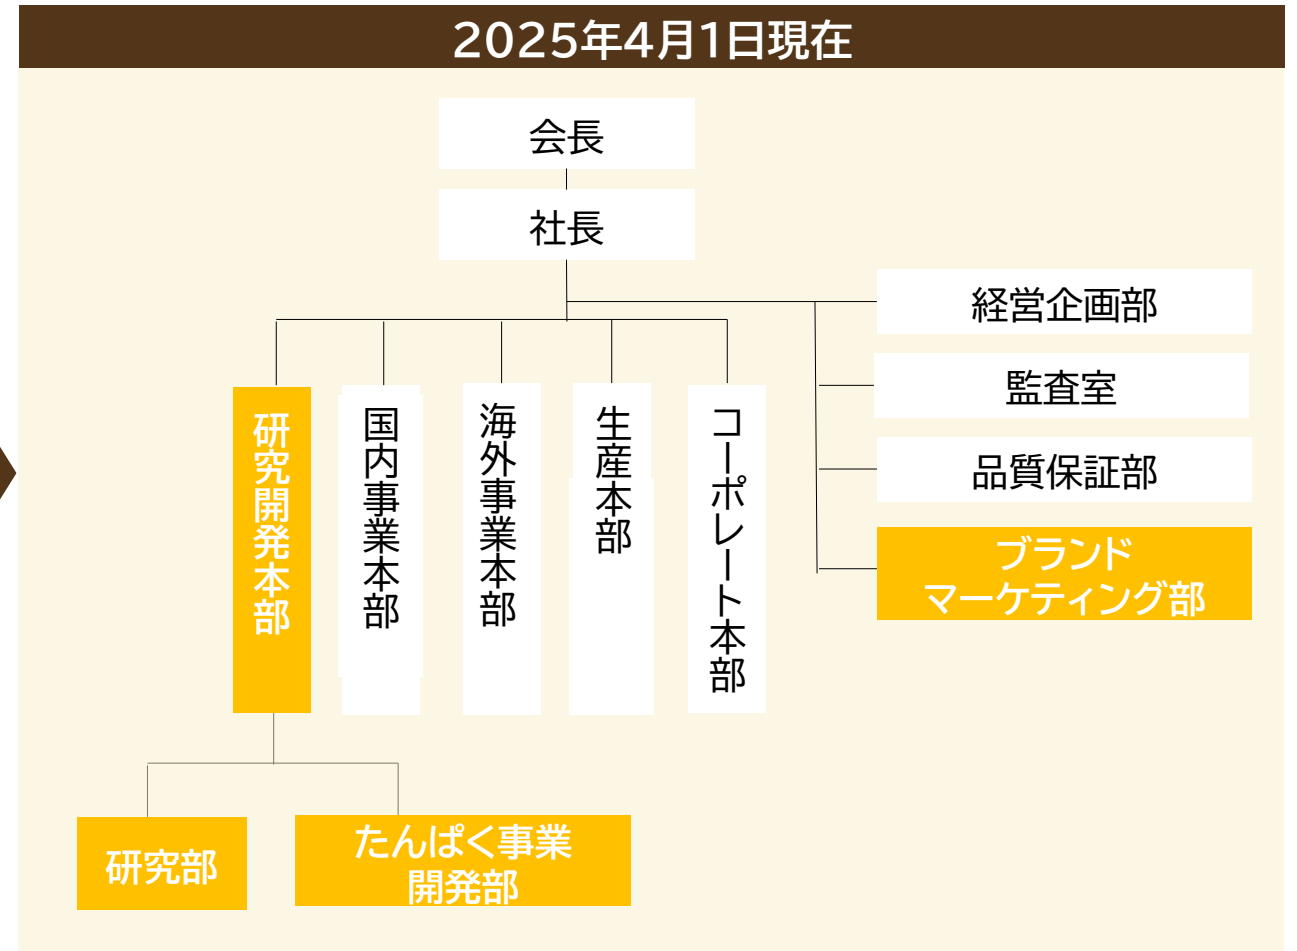 2025年4月1日現在
会長
社長
経営企画部
監査室
品質保証部
ブランド
マーケティング部
研究開発本部
国内事業本部
海外事業本部
生産本部
コーポレート本部
研究部
たんぱく事業
開発部